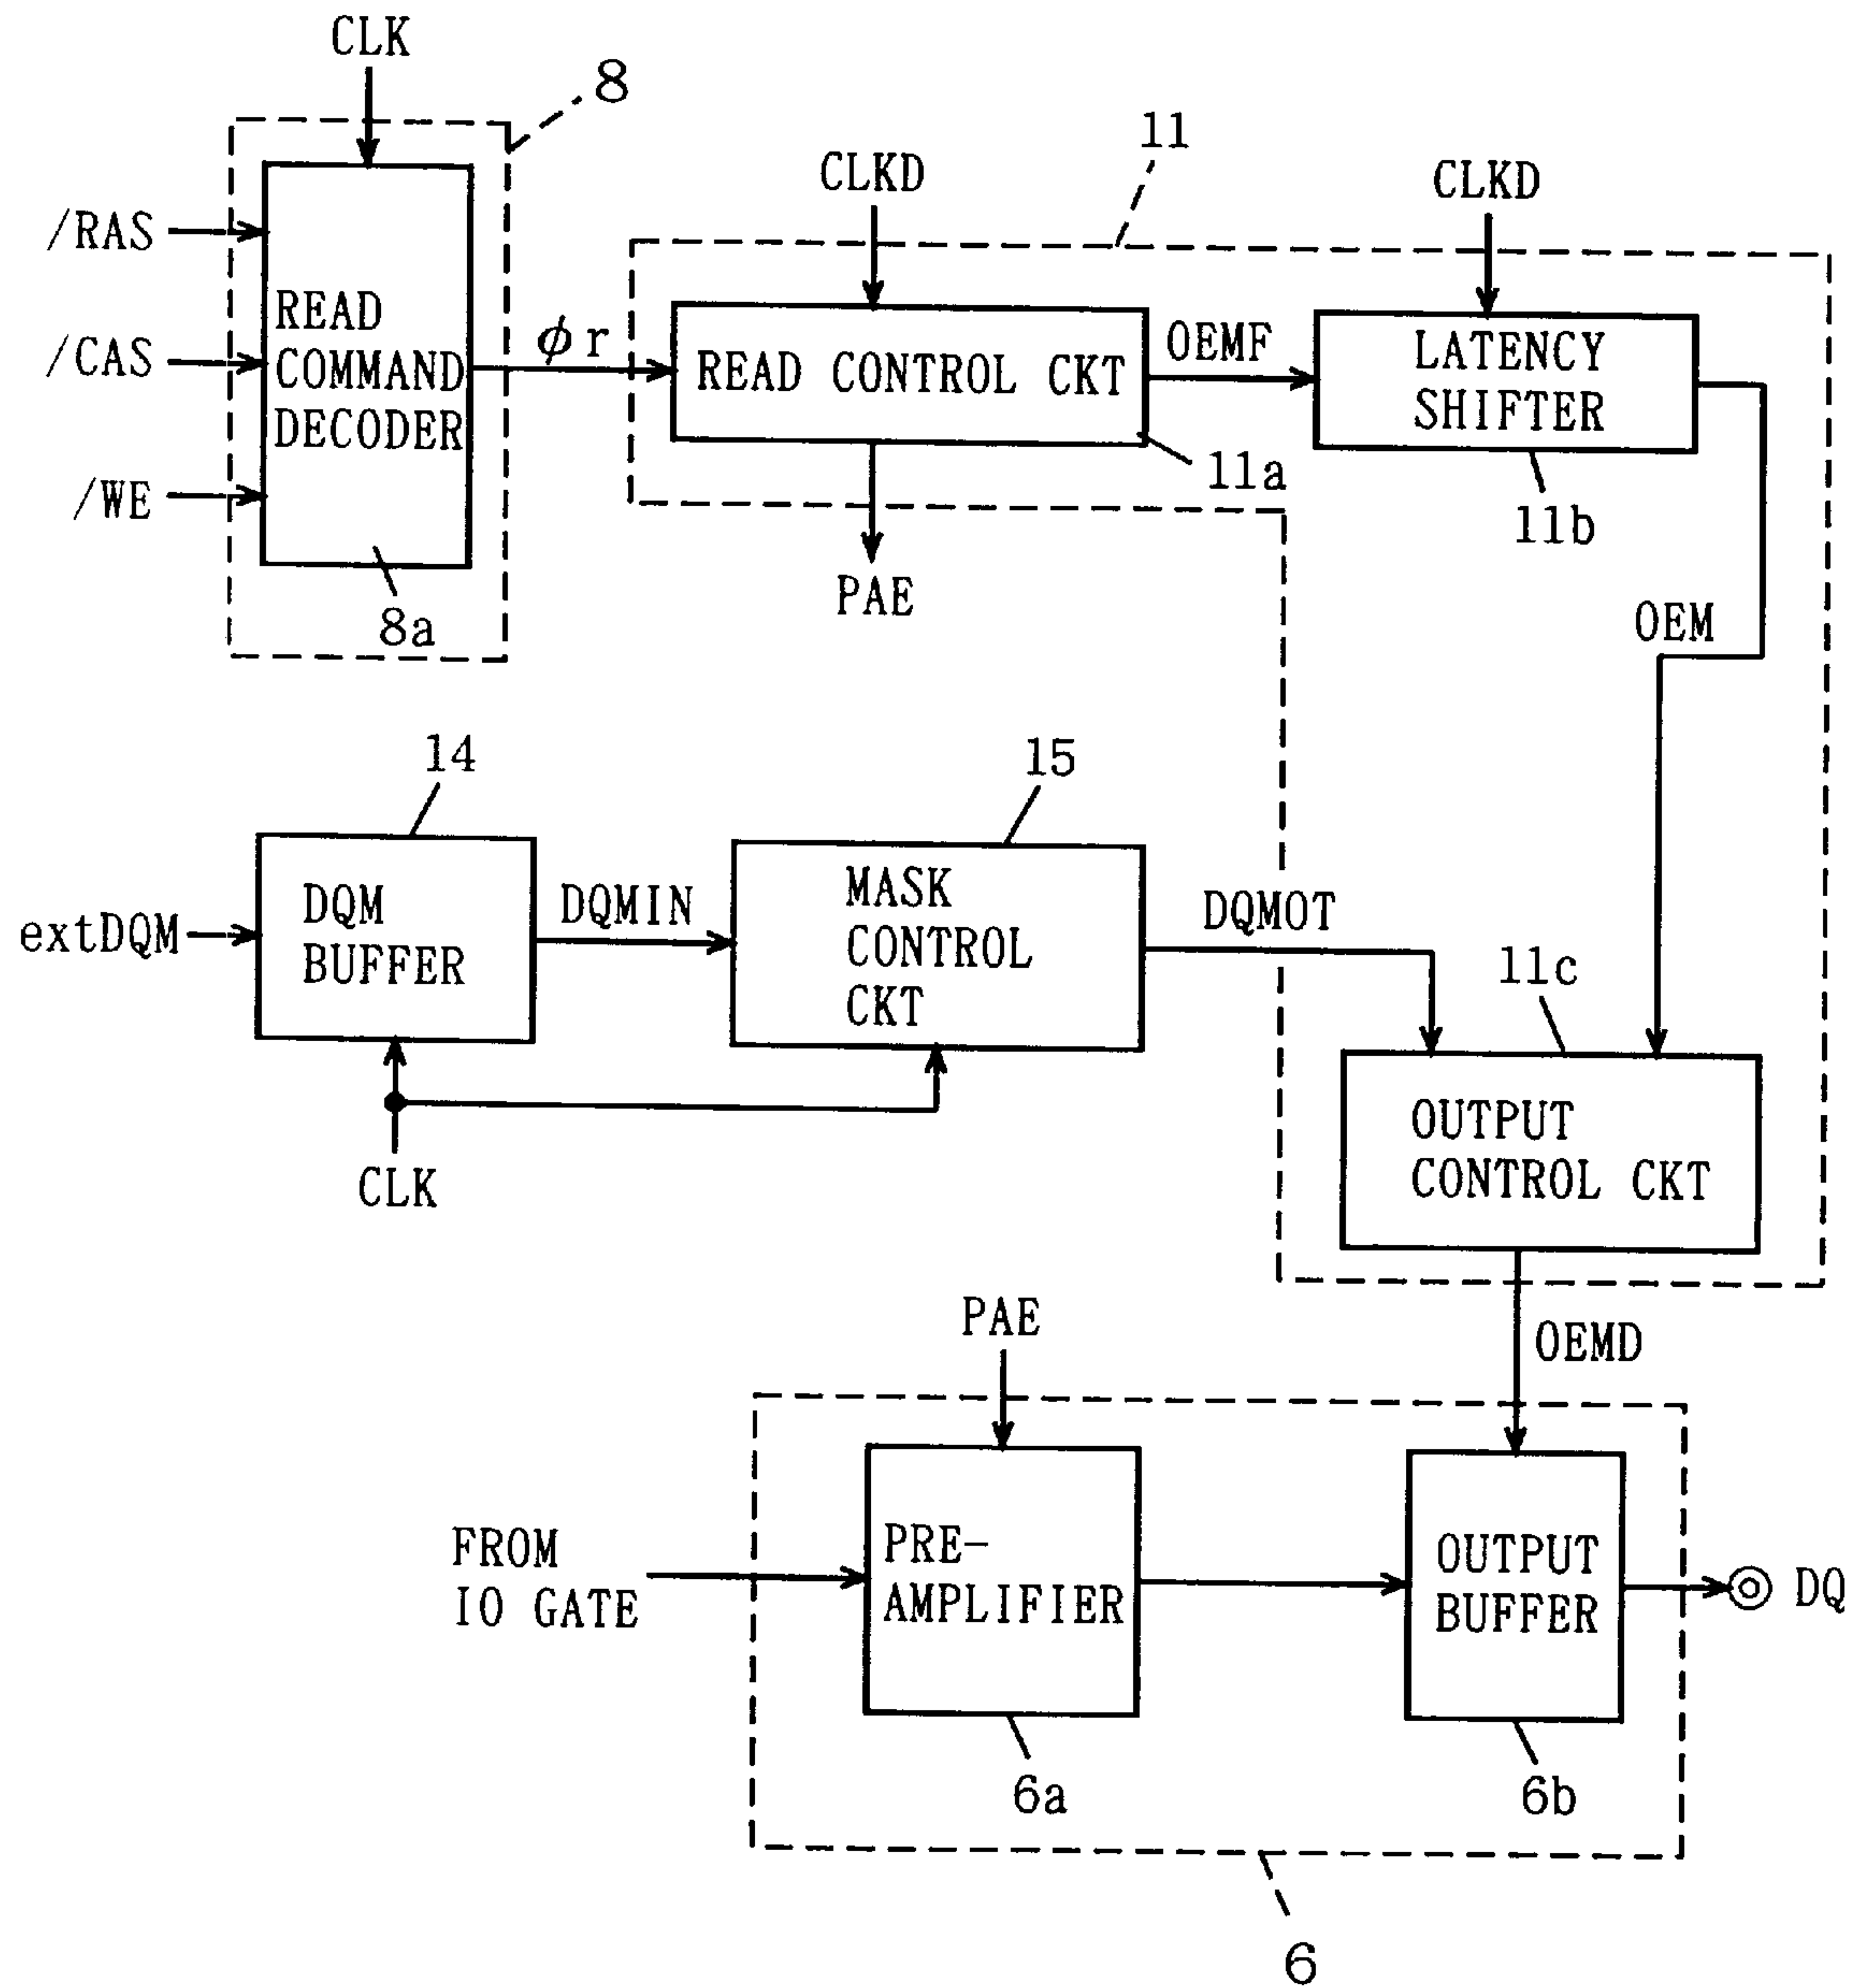 CLK
8
/RAS
/CAS
/WE
READ
COMMAND
DECODER
8a
φr
11
CLKD
CLKD
READ CONTROL CKT
11a
PAE
OEMF
LATENCY
SHIFTER
11b
OEM
14
15
extDQM
DQM
BUFFER
DQMIN
MASK
CONTROL
CKT
DQMOT
CLK
11c
OUTPUT
CONTROL CKT
PAE
OEMD
FROM
IO GATE
PRE-
AMPLIFIER
OUTPUT
BUFFER
DQ
6a
6b
6